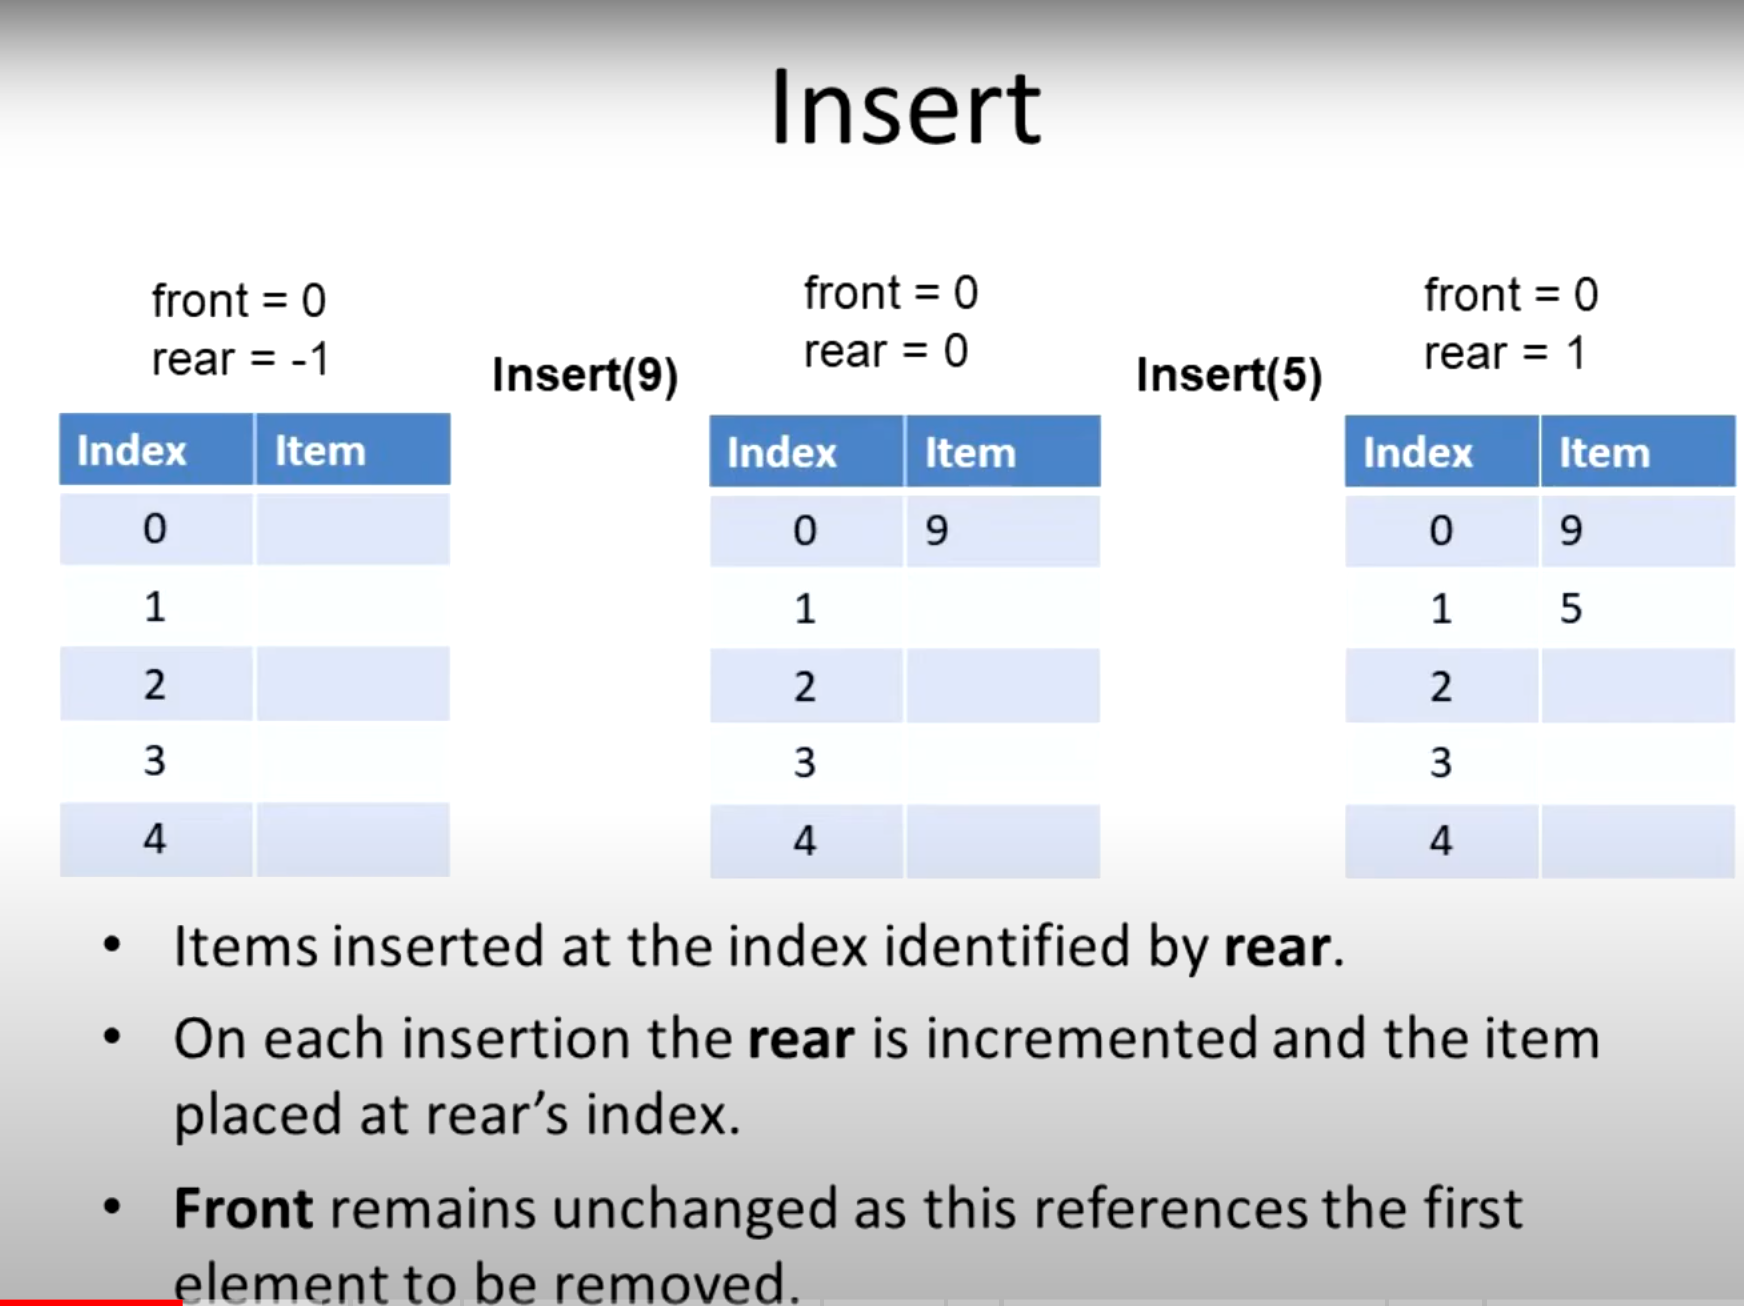 Insert
front = 0
rear = -1
Insert(9)
front = 0
rear = 0
Insert(5)
front = 0
rear = 1
Index Item
0
1
2
3
4
Index Item
0 9
1
2
3
4
Index Item
0 9
1 5
2
3
4
• Items inserted at the index identified by rear.
• On each insertion the rear is incremented and the item
placed at rear’s index.
• Front remains unchanged as this references the first
element to be removed.